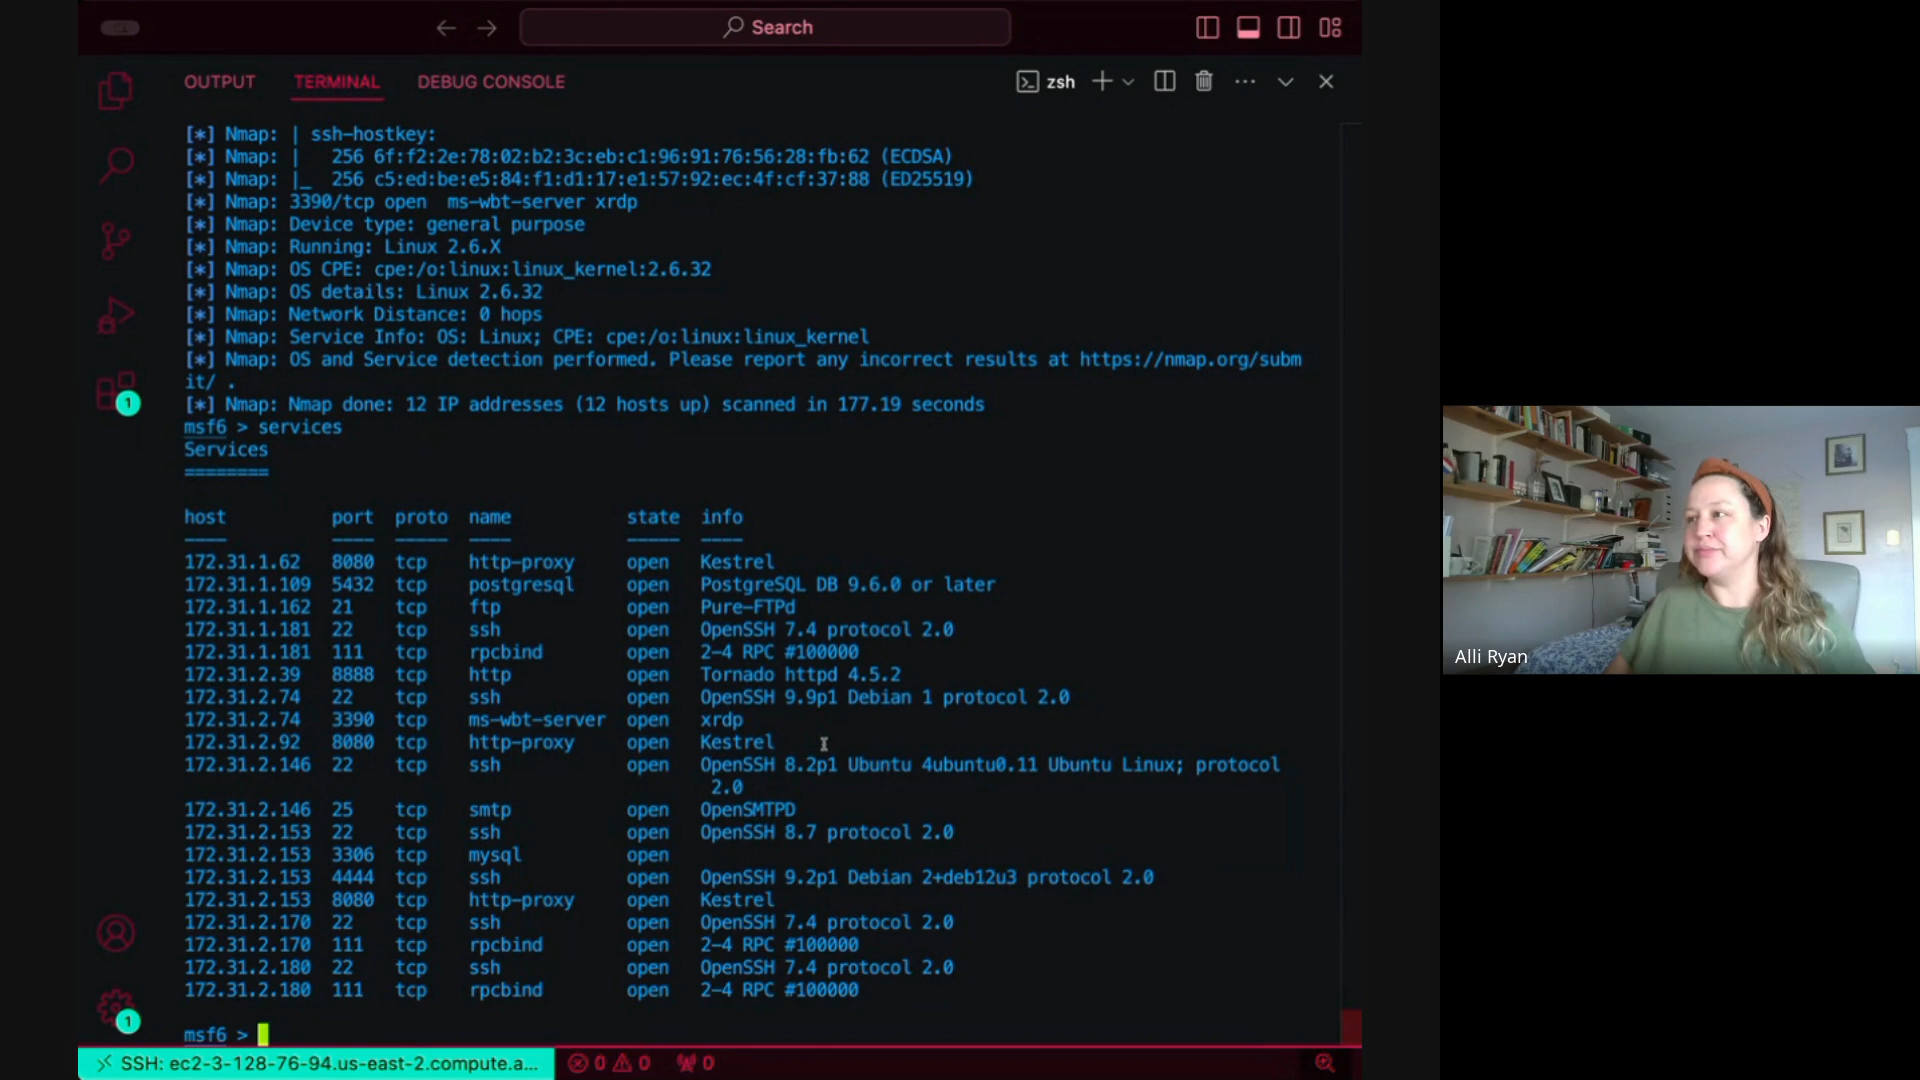 Search
OUTPUT TERMINAL DEBUG CONSOLE zsh
[*] Nmap: | ssh-hostkey:
[*] Nmap: |   256 6f:f2:2e:78:02:b2:3c:eb:c1:96:91:76:56:28:fb:62 (ECDSA)
[*] Nmap: |_  256 c5:ed:be:e5:84:f1:d1:17:e1:57:92:ec:4f:cf:37:88 (ED25519)
[*] Nmap: 3390/tcp open  ms-wbt-server xrdp
[*] Nmap: Device type: general purpose
[*] Nmap: Running: Linux 2.6.X
[*] Nmap: OS CPE: cpe:/o:linux:linux_kernel:2.6.32
[*] Nmap: OS details: Linux 2.6.32
[*] Nmap: Network Distance: 0 hops
[*] Nmap: Service Info: OS: Linux; CPE: cpe:/o:linux:linux_kernel
[*] Nmap: OS and Service detection performed. Please report any incorrect results at https://nmap.org/subm
it/ .
[*] Nmap: Nmap done: 12 IP addresses (12 hosts up) scanned in 177.19 seconds
msf6 > services
Services
========
host port proto name state info
---- ---- ----- ---- ----- ----
172.31.1.62 8080 tcp http-proxy open Kestrel
172.31.1.109 5432 tcp postgresql open PostgreSQL DB 9.6.0 or later
172.31.1.162 21 tcp ftp open Pure-FTPd
172.31.1.181 22 tcp ssh open OpenSSH 7.4 protocol 2.0
172.31.1.181 111 tcp rpcbind open 2-4 RPC #100000
172.31.2.39 8888 tcp http open Tornado httpd 4.5.2
172.31.2.74 22 tcp ssh open OpenSSH 9.9p1 Debian 1 protocol 2.0
172.31.2.74 3390 tcp ms-wbt-server open xrdp
172.31.2.92 8080 tcp http-proxy open Kestrel
172.31.2.146 22 tcp ssh open OpenSSH 8.2p1 Ubuntu 4ubuntu0.11 Ubuntu Linux; protocol
2.0
172.31.2.146 25 tcp smtp open OpenSMTPD
172.31.2.153 22 tcp ssh open OpenSSH 8.7 protocol 2.0
172.31.2.153 3306 tcp mysql open
172.31.2.153 4444 tcp ssh open OpenSSH 9.2p1 Debian 2+deb12u3 protocol 2.0
172.31.2.153 8080 tcp http-proxy open Kestrel
172.31.2.170 22 tcp ssh open OpenSSH 7.4 protocol 2.0
172.31.2.170 111 tcp rpcbind open 2-4 RPC #100000
172.31.2.180 22 tcp ssh open OpenSSH 7.4 protocol 2.0
172.31.2.180 111 tcp rpcbind open 2-4 RPC #100000
msf6 >
1
1
SSH: ec2-3-128-76-94.us-east-2.compute.a... 0 0 0
Alli Ryan